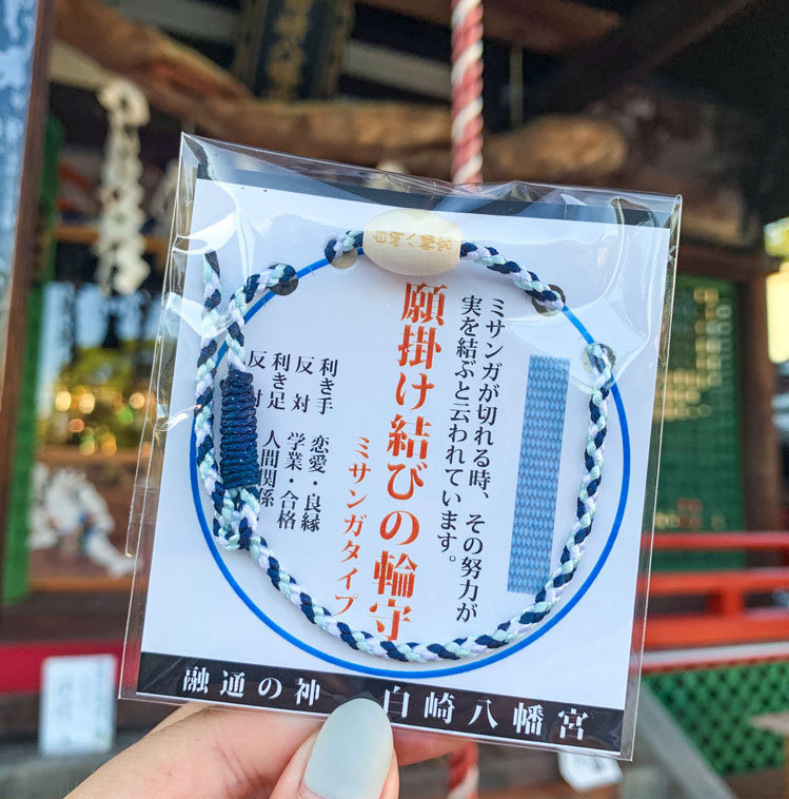 ミサンガが切れる時、その努力が
実を結ぶと云われています。
願掛け結びの輪守
ミサンガタイプ
利き手　恋愛・良縁
反　対　学業・合格
利き足　人間関係
反　対
融通の神　白崎八幡宮